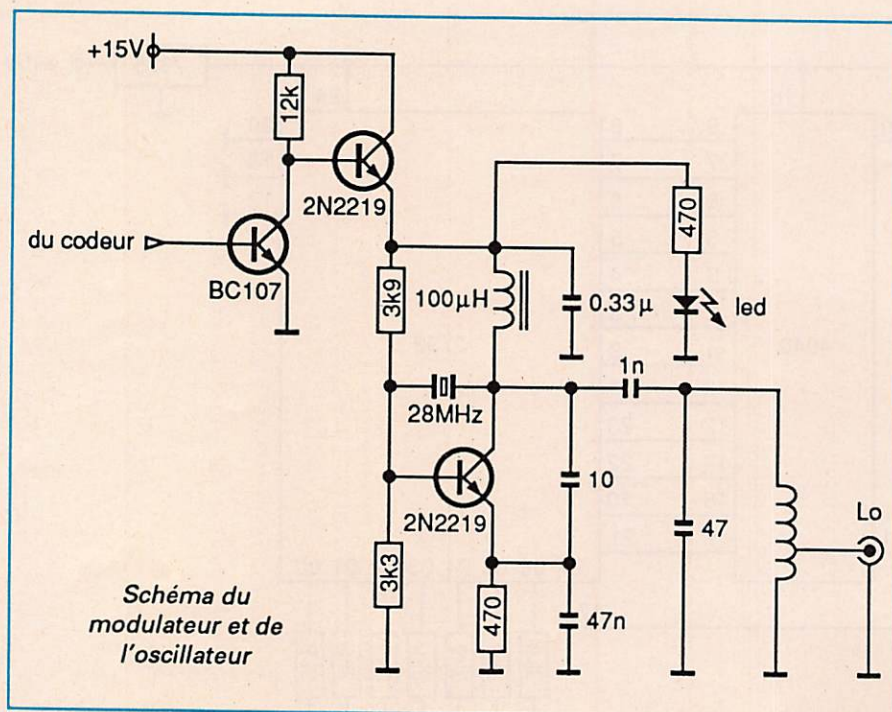 +15V
12k
2N2219
du codeur
BC107
3k9
100µH
0.33µ
470
led
1n
28MHz
10
2N2219
47
Lo
3k3
470
47n
Schéma du
modulateur et de
l'oscillateur